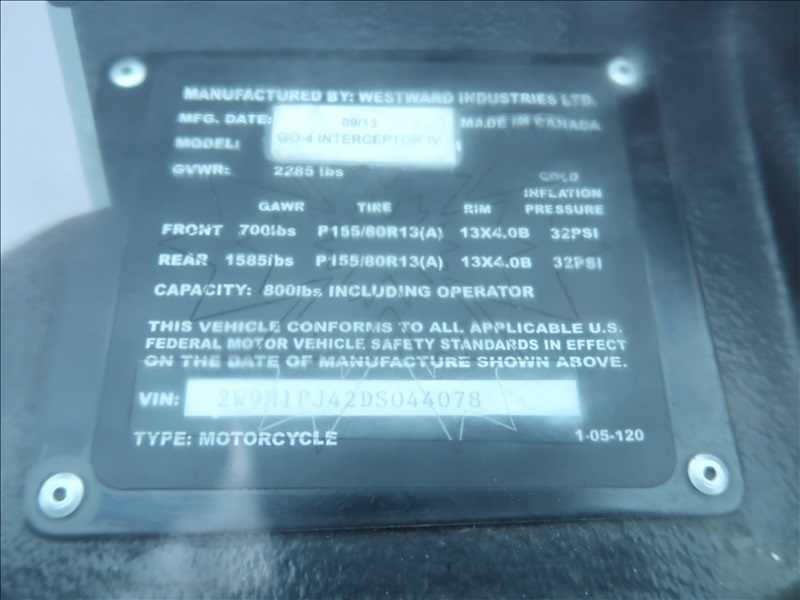 MANUFACTURED BY: WESTWARD INDUSTRIES LTD.
MFG. DATE: 09/13 MADE IN CANADA
MODEL: GO-4 INTERCEPTOR IV
GVWR: 2285 lbs
COLD
INFLATION
GAWR TIRE RIM PRESSURE
FRONT 700lbs P155/80R13(A) 13X4.0B 32PSI
REAR 1585lbs P155/80R13(A) 13X4.0B 32PSI
CAPACITY: 800lbs INCLUDING OPERATOR
THIS VEHICLE CONFORMS TO ALL APPLICABLE U.S.
FEDERAL MOTOR VEHICLE SAFETY STANDARDS IN EFFECT
ON THE DATE OF MANUFACTURE SHOWN ABOVE.
VIN: 2W9M1PJ42DS044078
TYPE: MOTORCYCLE 1-05-120